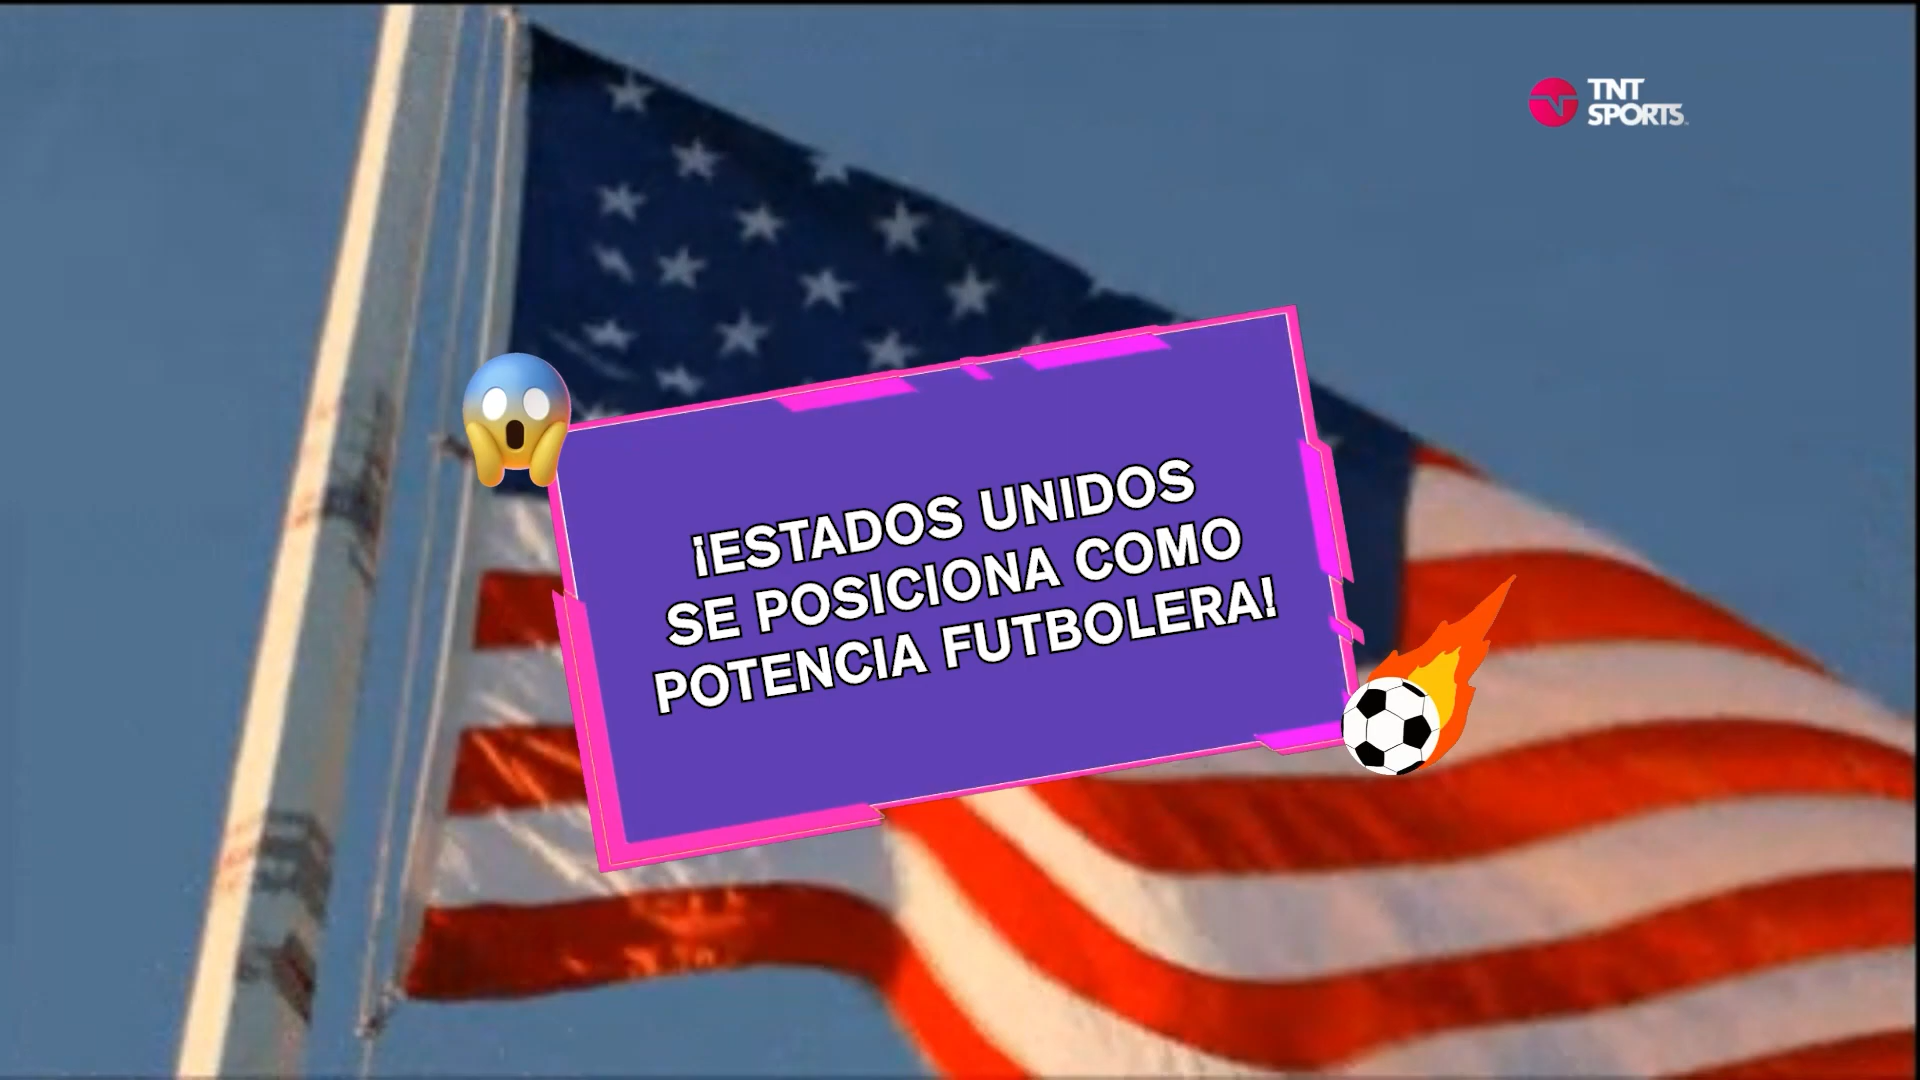 TNT
SPORTS
¡ESTADOS UNIDOS
SE POSICIONA COMO
POTENCIA FUTBOLERA!